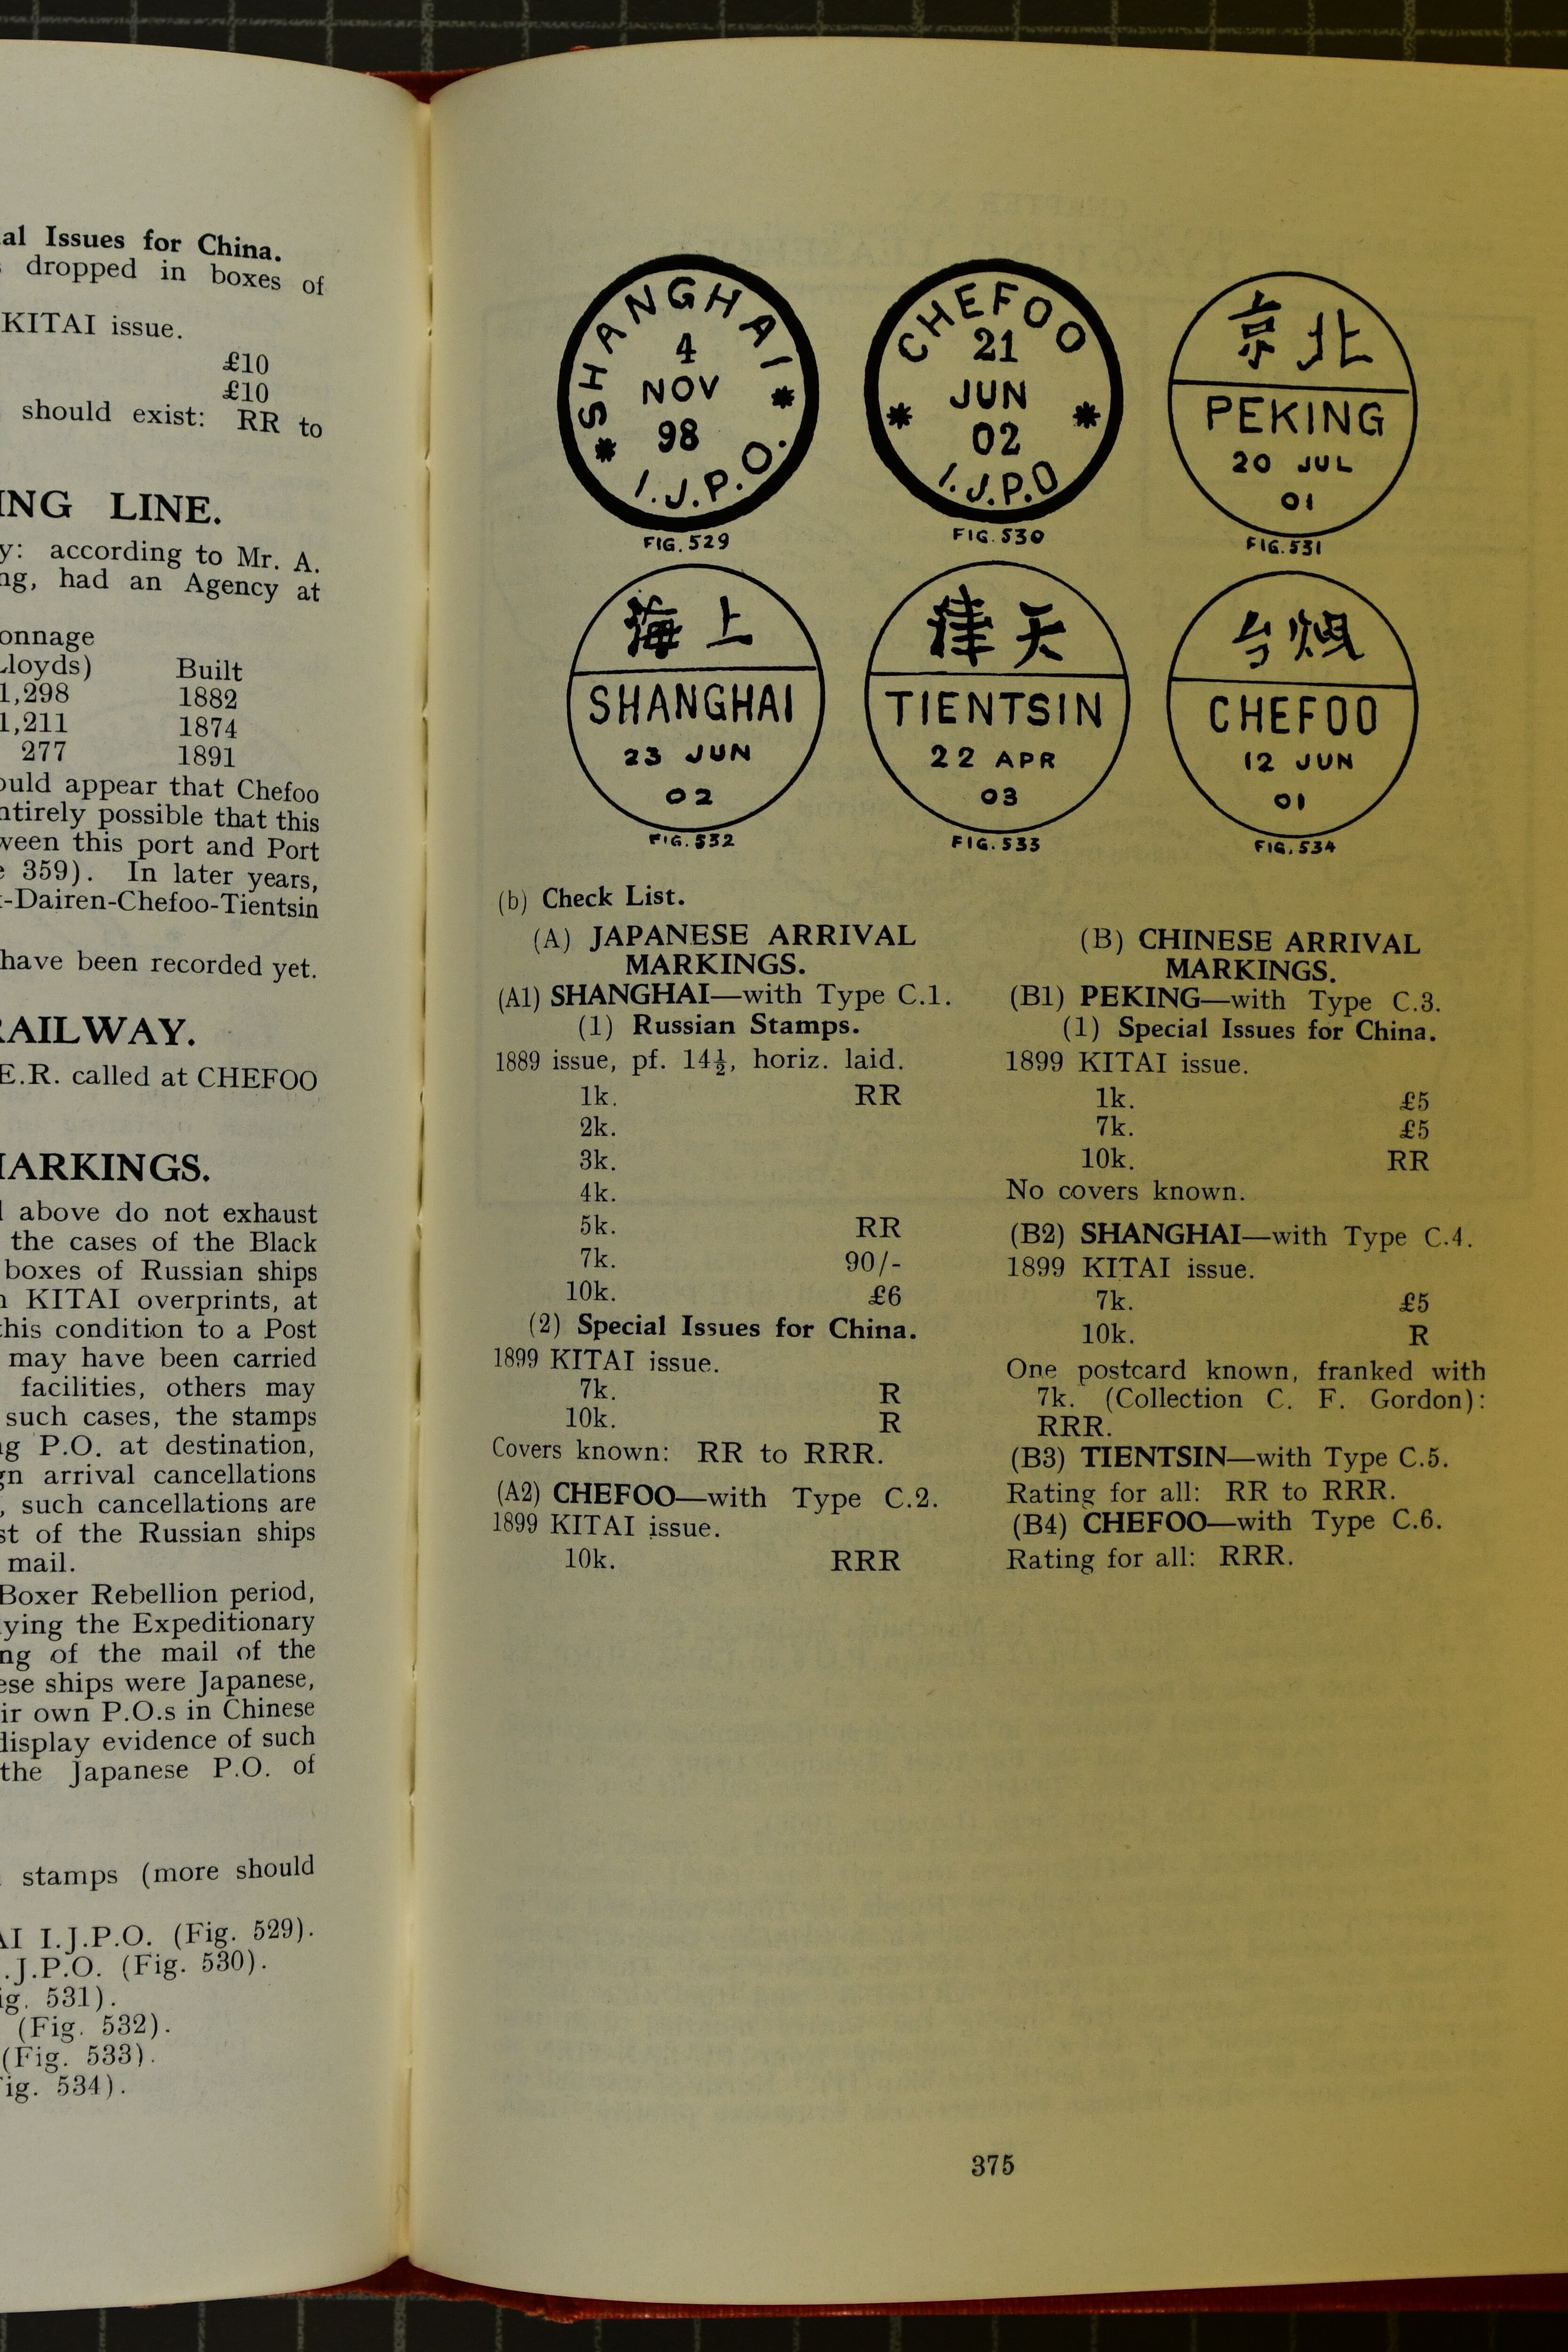 al Issues for China.
dropped in boxes of
KITAI issue.
£10
£10
should exist: RR to
ING LINE.
y: according to Mr. A.
ng, had an Agency at
onnage
Lloyds) Built
1,298 1882
1,211 1874
277 1891
ould appear that Chefoo
ntirely possible that this
ween this port and Port
e 359). In later years,
-Dairen-Chefoo-Tientsin
have been recorded yet.
RAILWAY.
E.R. called at CHEFOO
MARKINGS.
above do not exhaust
the cases of the Black
boxes of Russian ships
KITAI overprints, at
this condition to a Post
may have been carried
facilities, others may
such cases, the stamps
ng P.O. at destination,
gn arrival cancellations
, such cancellations are
st of the Russian ships
mail.
Boxer Rebellion period,
lying the Expeditionary
ng of the mail of the
ese ships were Japanese,
ir own P.O.s in Chinese
display evidence of such
the Japanese P.O. of
stamps (more should
AI I.J.P.O. (Fig. 529).
.J.P.O. (Fig. 530).
ig. 531).
(Fig. 532).
(Fig. 533).
ig. 534).
SHANGHAI
4
NOV
98
I.J.P.O.
FIG. 529
CHEFOO
21
JUN
02
I.J.P.O
FIG. 530
京北
PEKING
20 JUL
01
FIG. 531
海上
SHANGHAI
23 JUN
02
FIG. 532
津天
TIENTSIN
22 APR
03
FIG. 533
台烟
CHEFOO
12 JUN
01
FIG. 534
(b) Check List.
(A) JAPANESE ARRIVAL
MARKINGS.
(A1) SHANGHAI—with Type C.1.
(1) Russian Stamps.
1889 issue, pf. 14½, horiz. laid.
1k. RR
2k.
3k.
4k.
5k. RR
7k. 90/-
10k. £6
(2) Special Issues for China.
1899 KITAI issue.
7k. R
10k. R
Covers known: RR to RRR.
(A2) CHEFOO—with Type C.2.
1899 KITAI issue.
10k. RRR
(B) CHINESE ARRIVAL
MARKINGS.
(B1) PEKING—with Type C.3.
(1) Special Issues for China.
1899 KITAI issue.
1k. £5
7k. £5
10k. RR
No covers known.
(B2) SHANGHAI—with Type C.4.
1899 KITAI issue.
7k. £5
10k. R
One postcard known, franked with
7k. (Collection C. F. Gordon):
RRR.
(B3) TIENTSIN—with Type C.5.
Rating for all: RR to RRR.
(B4) CHEFOO—with Type C.6.
Rating for all: RRR.
375